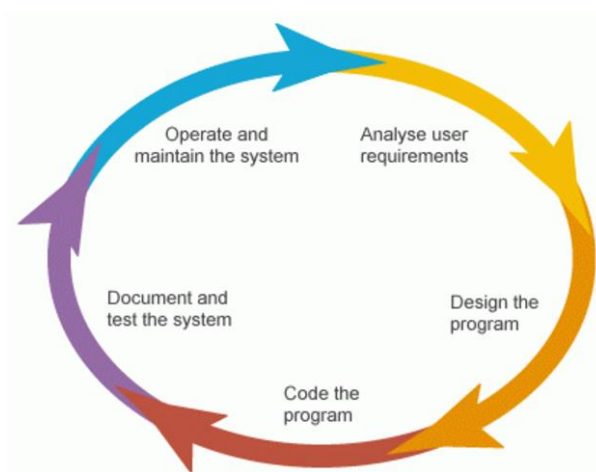 Operate and
maintain the system
Analyse user
requirements
Design the
program
Code the
program
Document and
test the system